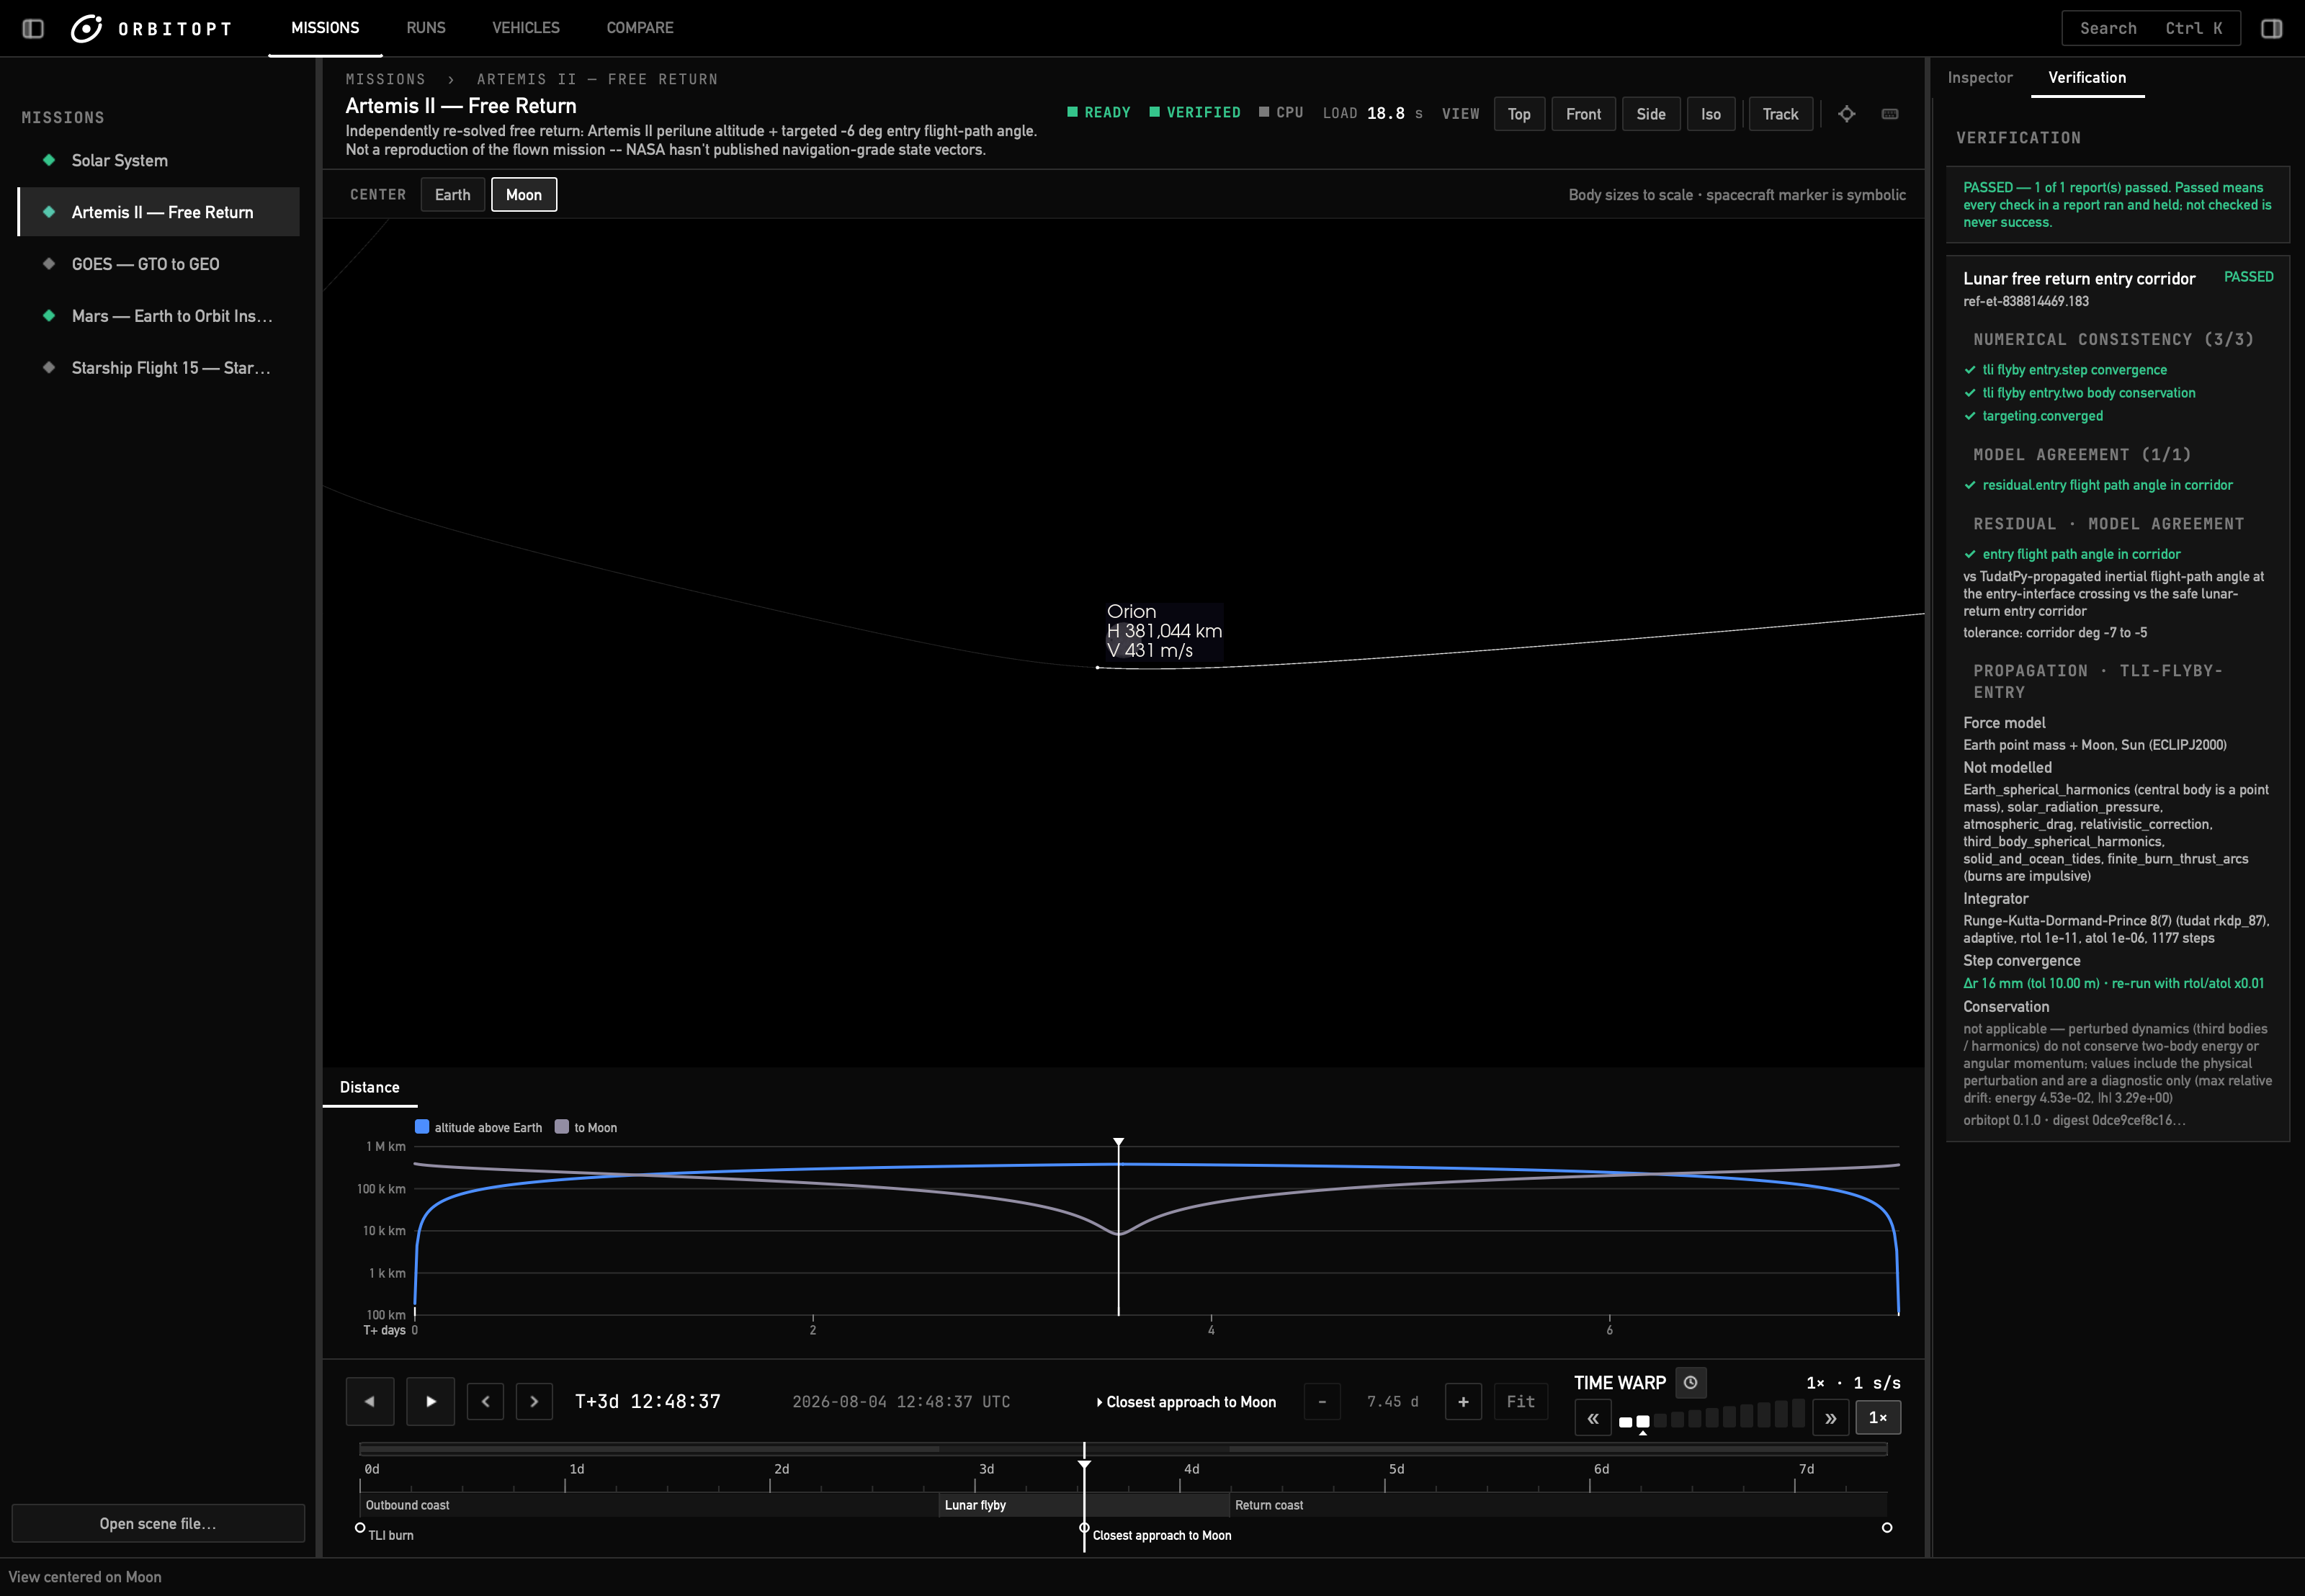 ORBITOPT
MISSIONS
RUNS
VEHICLES
COMPARE
Search Ctrl K
MISSIONS
Solar System
Artemis II — Free Return
GOES — GTO to GEO
Mars — Earth to Orbit Ins...
Starship Flight 15 — Star...
Open scene file...
View centered on Moon
MISSIONS › ARTEMIS II — FREE RETURN
Artemis II — Free Return
Independently re-solved free return: Artemis II perilune altitude + targeted -6 deg entry flight-path angle.
Not a reproduction of the flown mission -- NASA hasn't published navigation-grade state vectors.
READY VERIFIED CPU LOAD 18.8 s VIEW Top Front Side Iso Track
CENTER Earth Moon
Body sizes to scale · spacecraft marker is symbolic
Orion
H 381,044 km
V 431 m/s
Distance
altitude above Earth to Moon
1 M km
100 k km
10 k km
1 k km
100 km
T+ days 0 2 4 6
T+3d 12:48:37
2026-08-04 12:48:37 UTC
Closest approach to Moon
- 7.45 d + Fit
TIME WARP
1× · 1 s/s
« » 1×
0d 1d 2d 3d 4d 5d 6d 7d
Outbound coast Lunar flyby Return coast
TLI burn Closest approach to Moon
Inspector Verification
VERIFICATION
PASSED — 1 of 1 report(s) passed. Passed means
every check in a report ran and held; not checked is
never success.
Lunar free return entry corridor PASSED
ref-et-838814469.183
NUMERICAL CONSISTENCY (3/3)
✓ tli flyby entry.step convergence
✓ tli flyby entry.two body conservation
✓ targeting.converged
MODEL AGREEMENT (1/1)
✓ residual.entry flight path angle in corridor
RESIDUAL · MODEL AGREEMENT
✓ entry flight path angle in corridor
vs TudatPy-propagated inertial flight-path angle at
the entry-interface crossing vs the safe lunar-
return entry corridor
tolerance: corridor deg -7 to -5
PROPAGATION · TLI-FLYBY-
ENTRY
Force model
Earth point mass + Moon, Sun (ECLIPJ2000)
Not modelled
Earth_spherical_harmonics (central body is a point
mass), solar_radiation_pressure,
atmospheric_drag, relativistic_correction,
third_body_spherical_harmonics,
solid_and_ocean_tides, finite_burn_thrust_arcs
(burns are impulsive)
Integrator
Runge-Kutta-Dormand-Prince 8(7) (tudat rkdp_87),
adaptive, rtol 1e-11, atol 1e-06, 1177 steps
Step convergence
Δr 16 mm (tol 10.00 m) · re-run with rtol/atol x0.01
Conservation
not applicable — perturbed dynamics (third bodies
/ harmonics) do not conserve two-body energy or
angular momentum; values include the physical
perturbation and are a diagnostic only (max relative
drift: energy 4.53e-02, |h| 3.29e+00)
orbitopt 0.1.0 · digest 0dce9cef8c16...